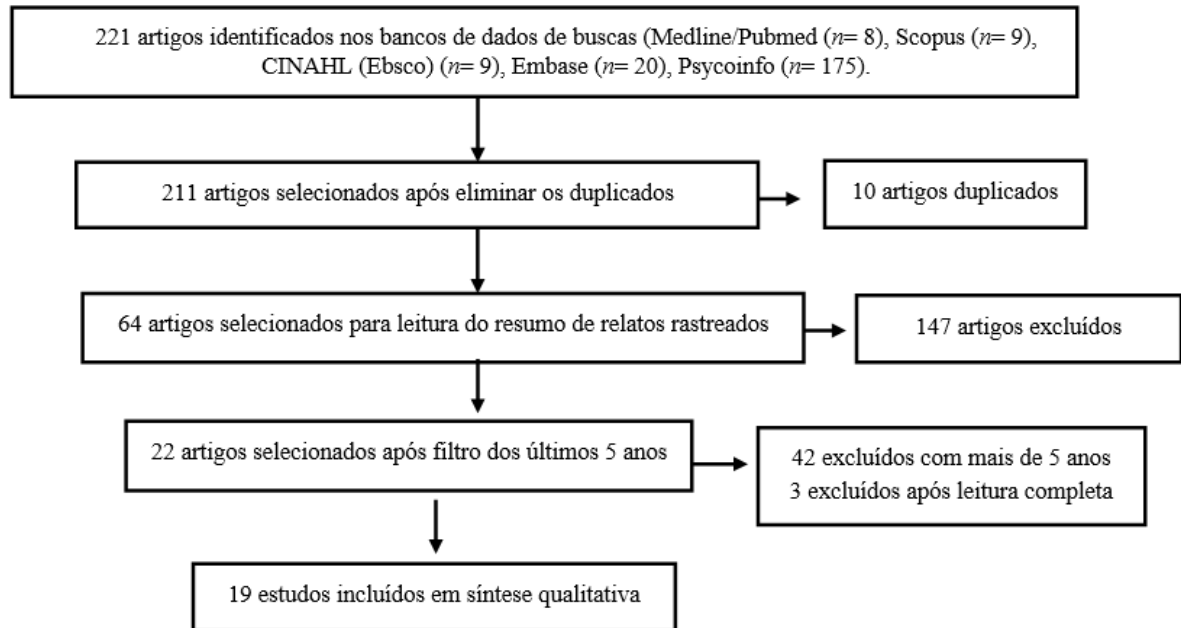 221 artigos identificados nos bancos de dados de buscas (Medline/Pubmed (n= 8), Scopus (n= 9),
CINAHL (Ebsco) (n= 9), Embase (n= 20), Psycoinfo (n= 175).
211 artigos selecionados após eliminar os duplicados
10 artigos duplicados
64 artigos selecionados para leitura do resumo de relatos rastreados
147 artigos excluídos
22 artigos selecionados após filtro dos últimos 5 anos
42 excluídos com mais de 5 anos
3 excluídos após leitura completa
19 estudos incluídos em síntese qualitativa